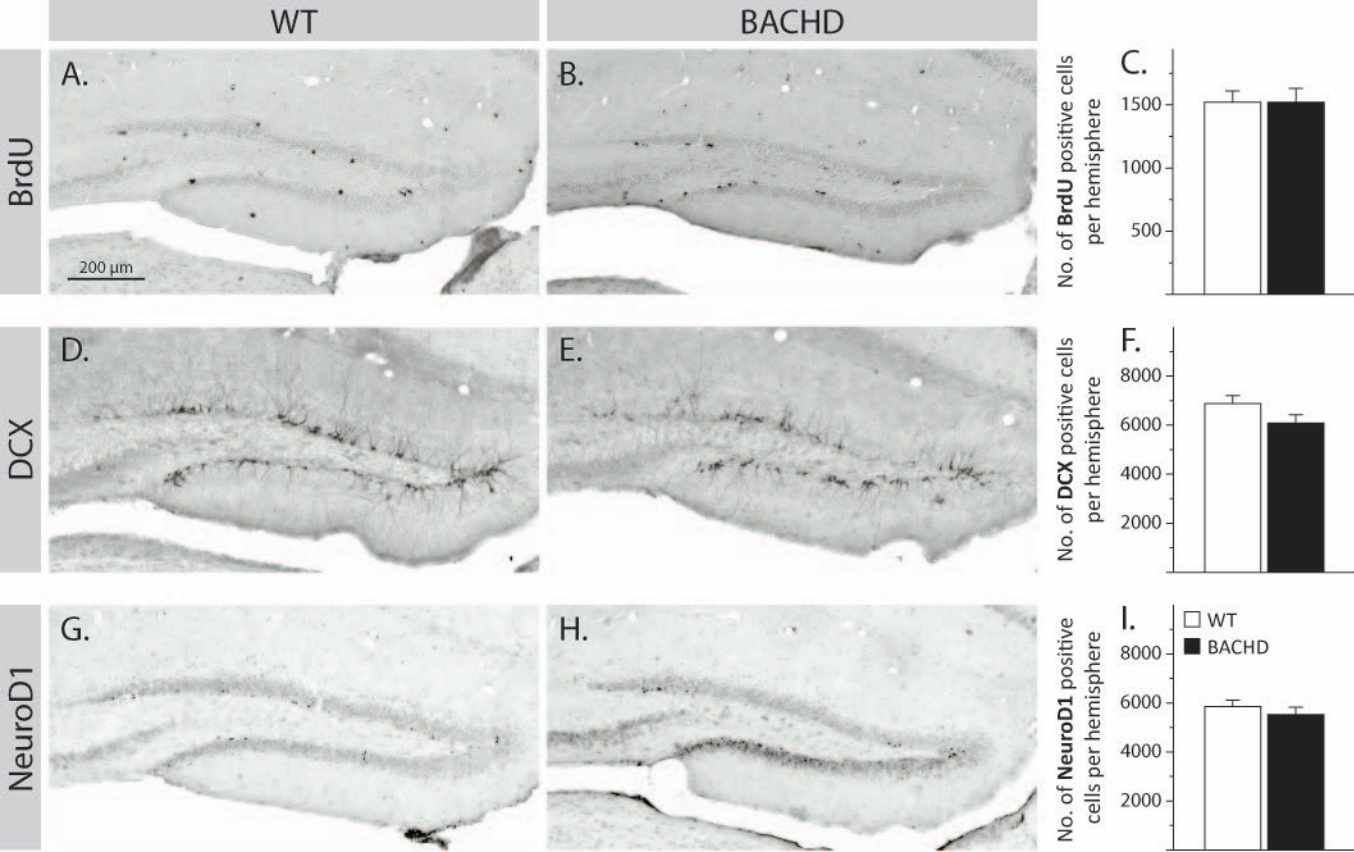 WT
BACHD
BrdU
A.
200 µm
B.
C.
No. of BrdU positive cells
per hemisphere
1500
1000
500
DCX
D.
E.
F.
No. of DCX positive cells
per hemisphere
8000
6000
4000
2000
NeuroD1
G.
H.
I.
WT
BACHD
No. of NeuroD1 positive
cells per hemisphere
8000
6000
4000
2000